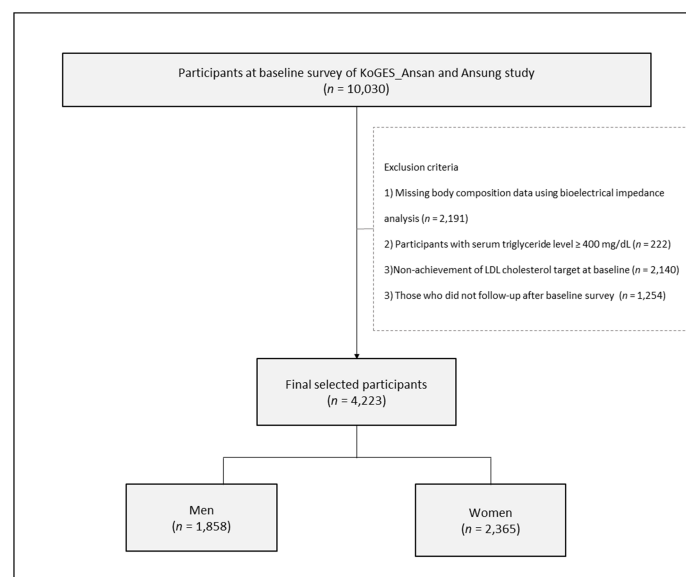 Participants at baseline survey of KoGES_Ansan and Ansung study
(n = 10,030)
Exclusion criteria
1) Missing body composition data using bioelectrical impedance
analysis (n = 2,191)
2) Participants with serum triglyceride level ≥ 400 mg/dL (n = 222)
3)Non-achievement of LDL cholesterol target at baseline (n = 2,140)
3) Those who did not follow-up after baseline survey (n = 1,254)
Final selected participants
(n = 4,223)
Men
(n = 1,858)
Women
(n = 2,365)